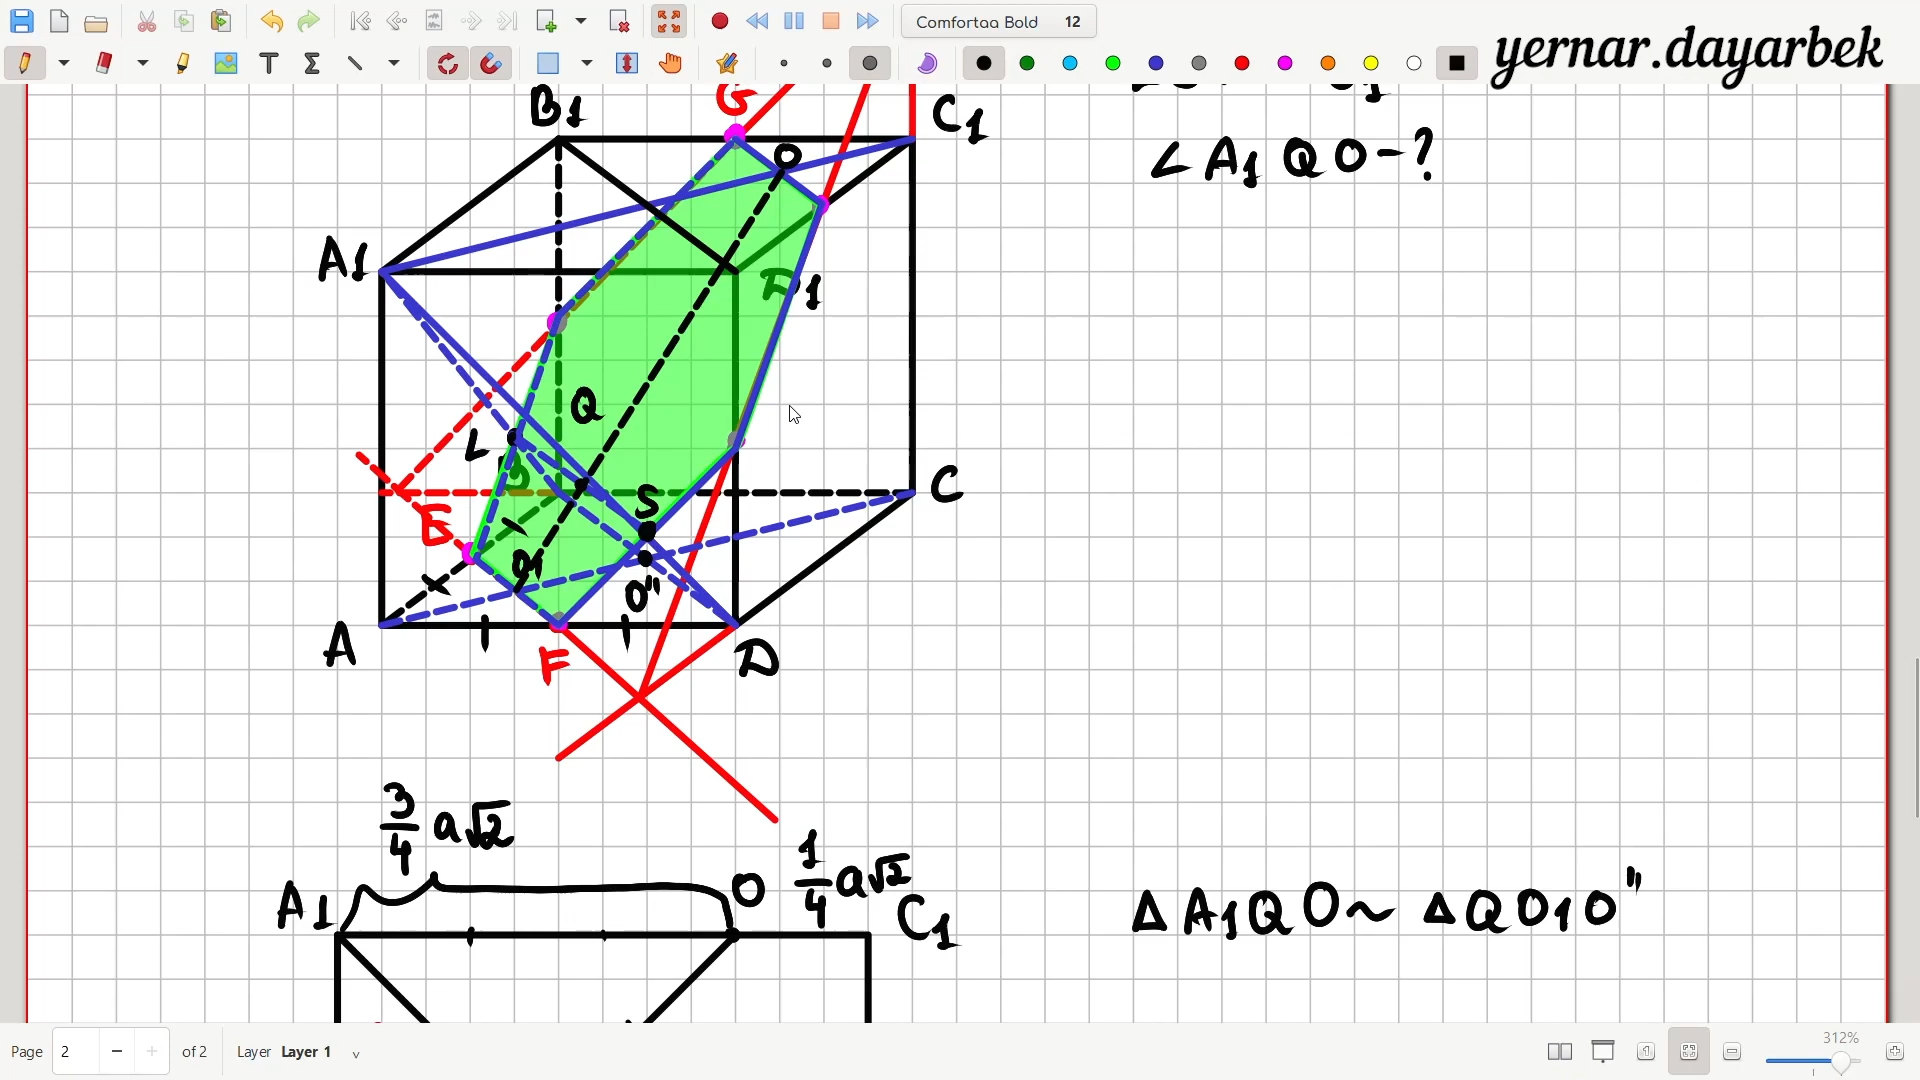 Comfortaa Bold 12
yernar.dayarbek
B1
G
C1
O
∠A1QO-?
A1
D1
Q
L
B
C
E
S
O1
O"
A
F
D
3/4 a√2
1/4 a√2
A1
O
C1
ΔA1QO~ΔQO1O"
Page 2 of 2 Layer Layer 1
312%